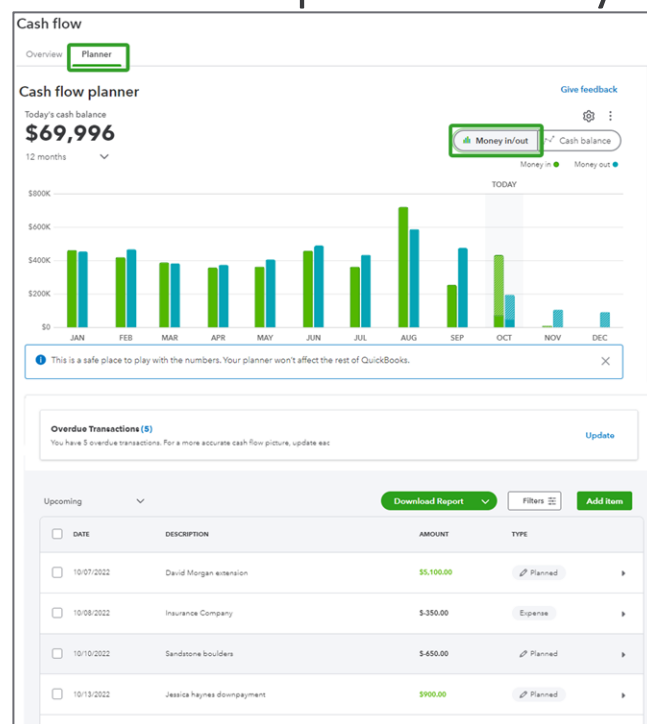 Cash flow
Overview Planner
Cash flow planner
Give feedback
Today's cash balance
$69,996
12 months
Money in/out Cash balance
Money in Money out
TODAY
$800K
$600K
$400K
$200K
$0
JAN FEB MAR APR MAY JUN JUL AUG SEP OCT NOV DEC
This is a safe place to play with the numbers. Your planner won't affect the rest of QuickBooks.
Overdue Transactions (5)
You have 5 overdue transactions. For a more accurate cash flow picture, update eac
Update
Upcoming
Download Report Filters Add item
DATE DESCRIPTION AMOUNT TYPE
10/07/2022 David Morgan extension $5,100.00 Planned
10/08/2022 Insurance Company $-350.00 Expense
10/10/2022 Sandstone boulders $-650.00 Planned
10/13/2022 Jessica haynes downpayment $900.00 Planned